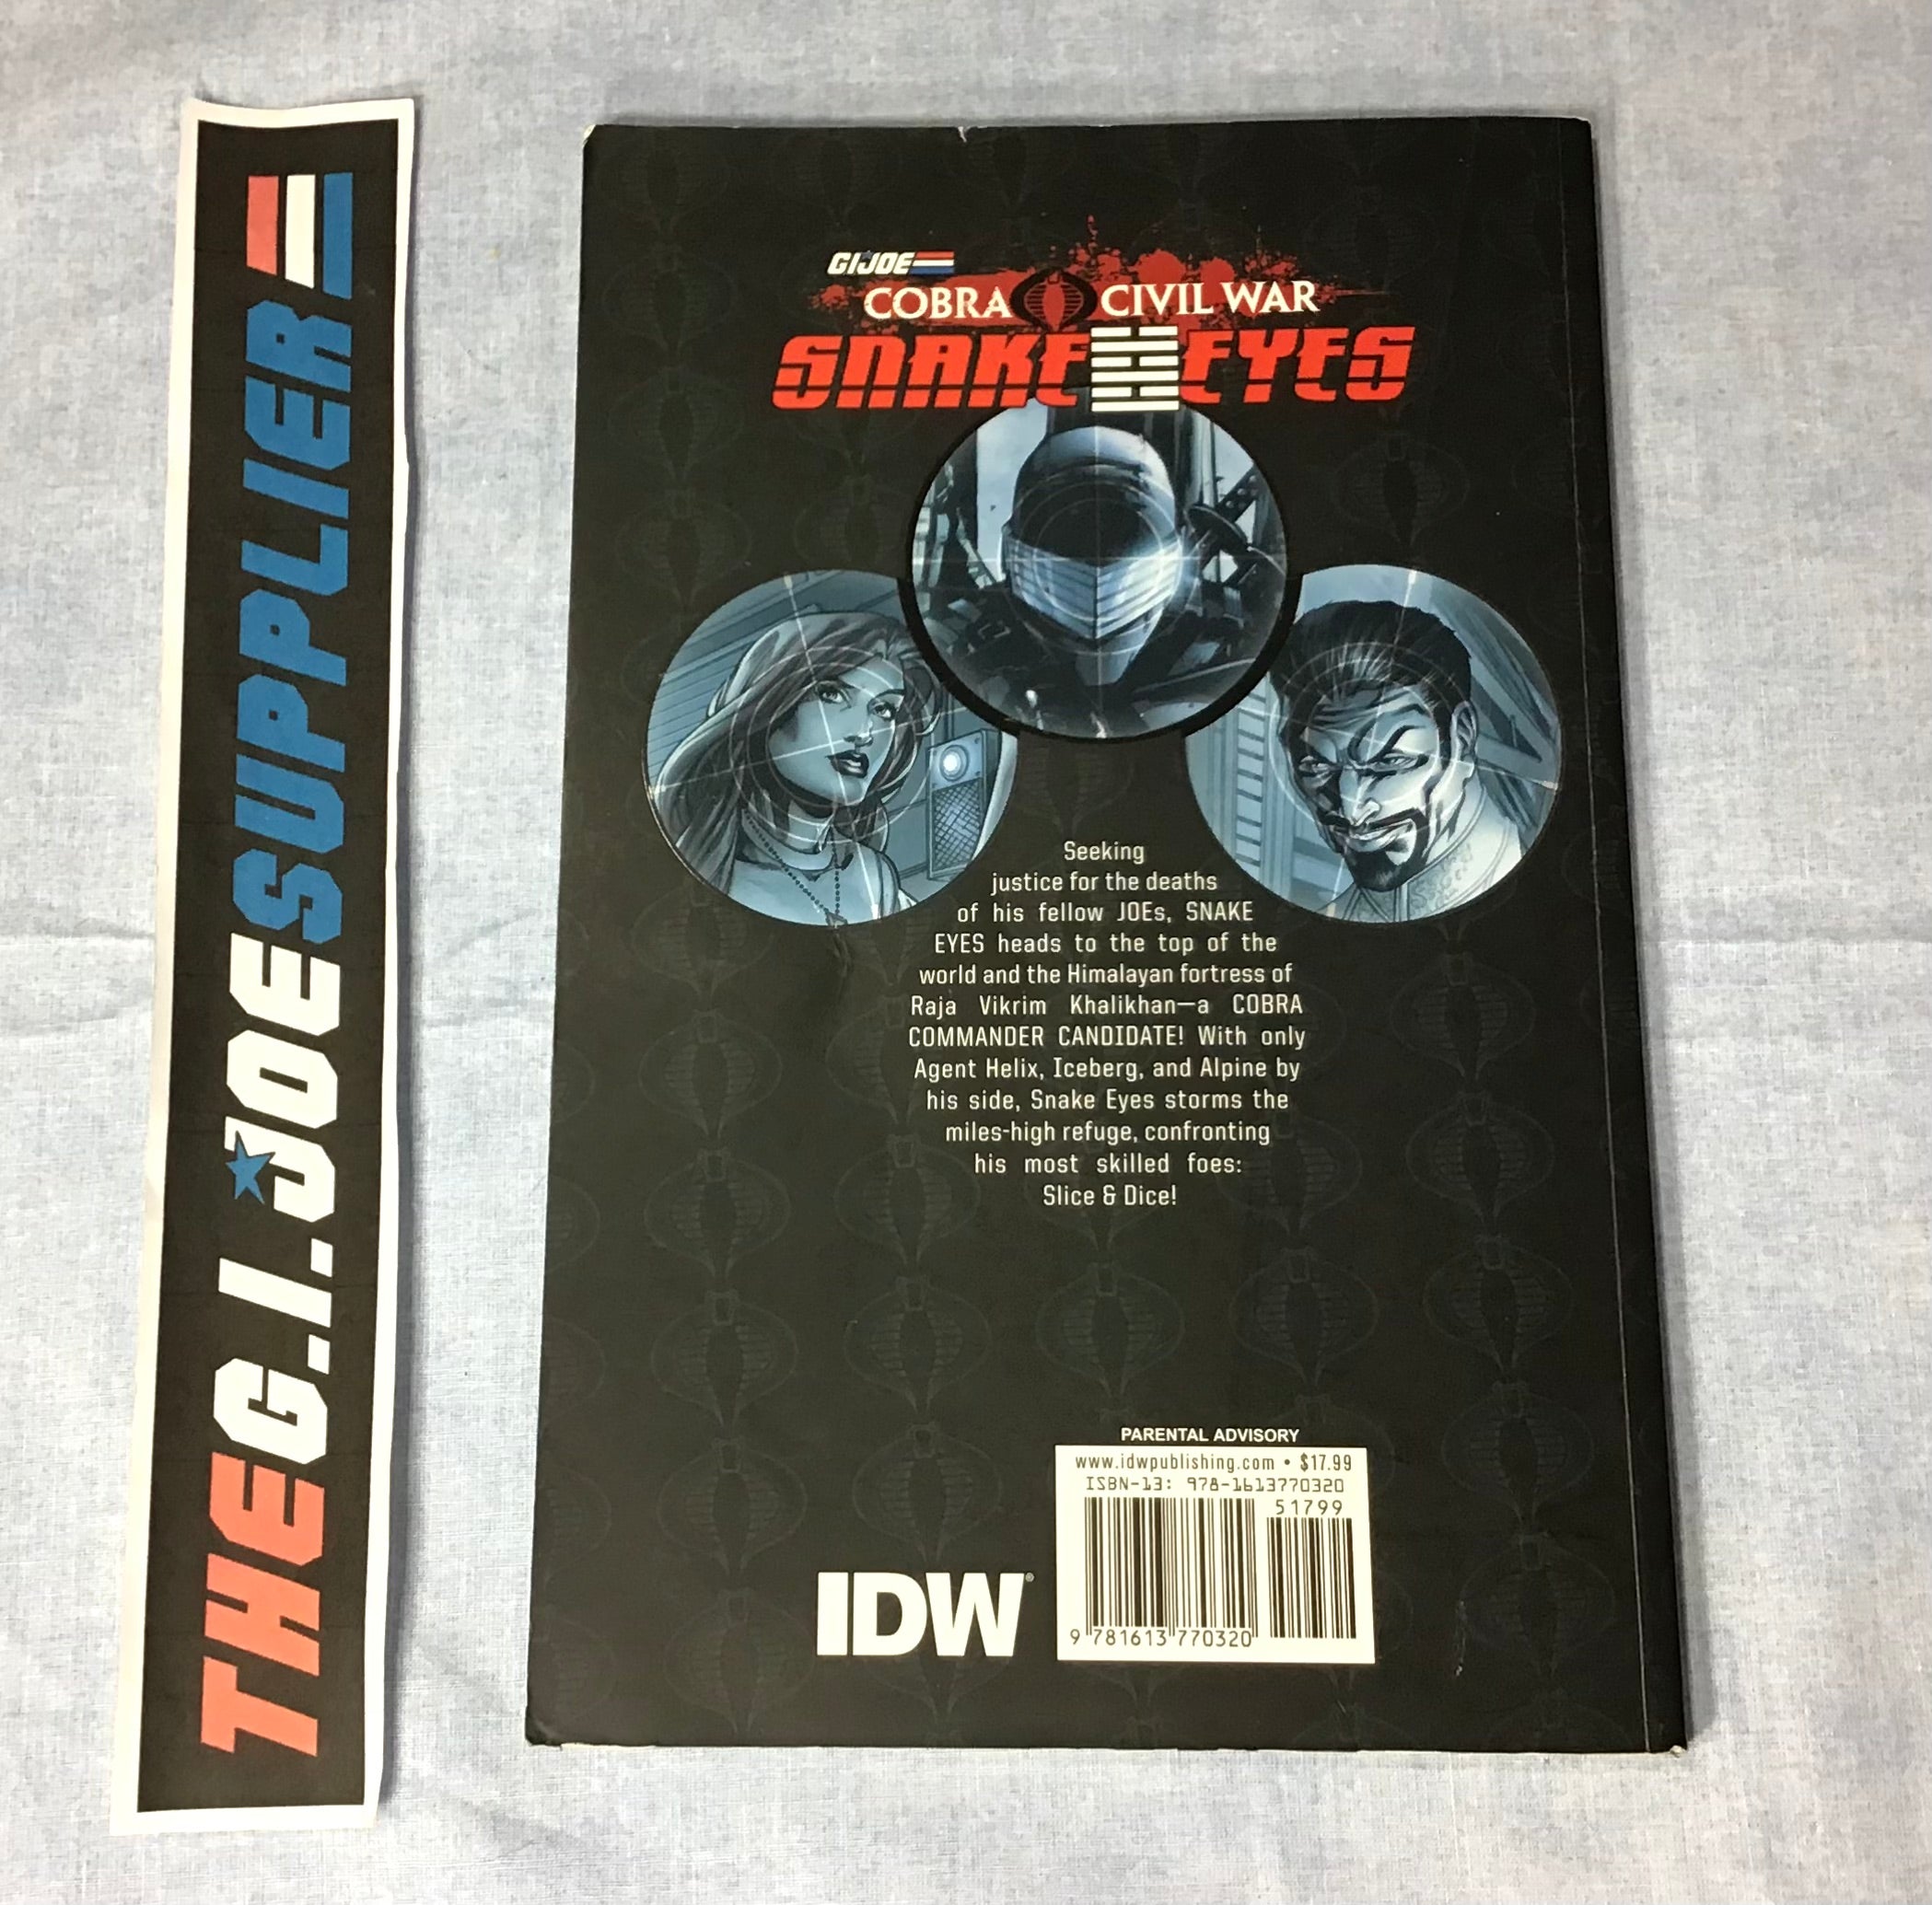 THEG.I.JOESUPPLIER
GI JOE
COBRA CIVIL WAR
SNAKE EYES
Seeking
justice for the deaths
of his fellow JOEs, SNAKE
EYES heads to the top of the
world and the Himalayan fortress of
Raja Vikrim Khalikhan—a COBRA
COMMANDER CANDIDATE! With only
Agent Helix, Iceberg, and Alpine by
his side, Snake Eyes storms the
miles-high refuge, confronting
his most skilled foes:
Slice & Dice!
PARENTAL ADVISORY
www.idwpublishing.com • $17.99
ISBN-13: 978-1613770320
51799
9 781613 770320
IDW®